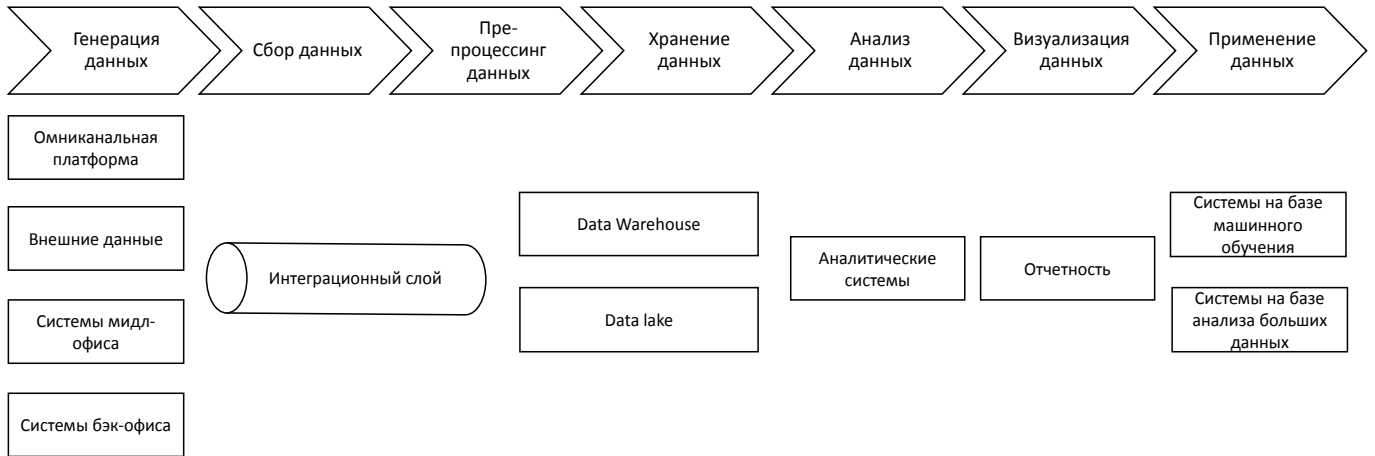 Генерация
данных
Сбор данных
Пре-
процессинг
данных
Хранение
данных
Анализ
данных
Визуализация
данных
Применение
данных
Омниканальная
платформа
Внешние данные
Системы мидл-
офиса
Системы бэк-офиса
Интеграционный слой
Data Warehouse
Data lake
Аналитические
системы
Отчетность
Системы на базе
машинного
обучения
Системы на базе
анализа больших
данных